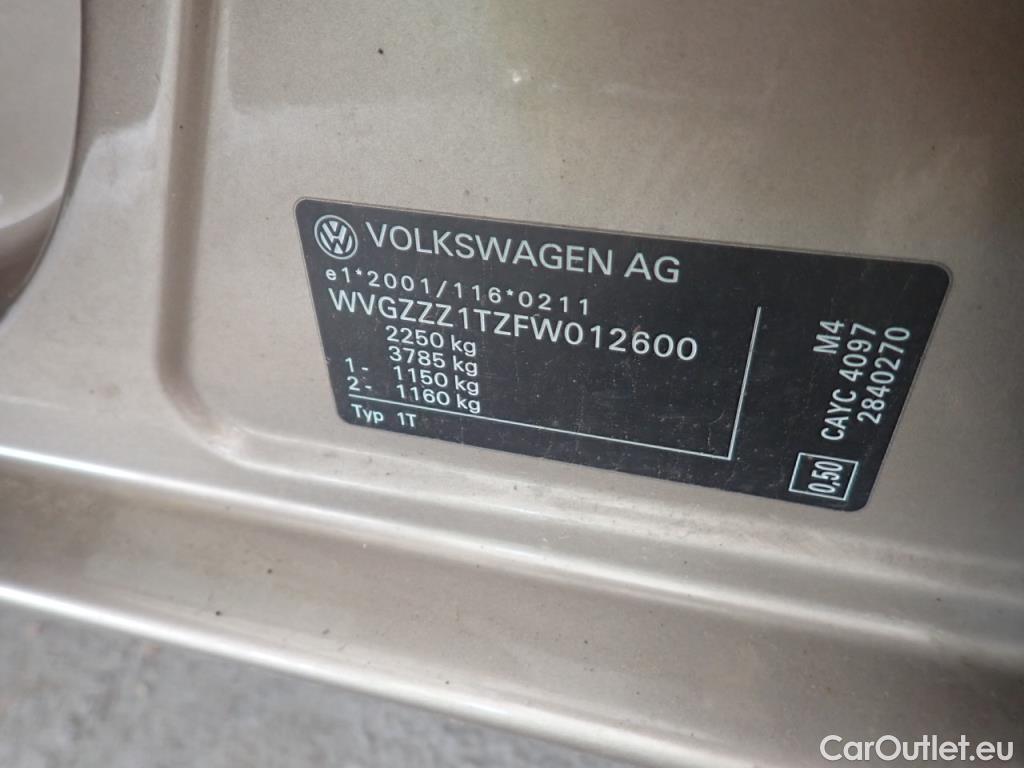 VOLKSWAGEN AG
e1*2001/116*0211
WVGZZZ1TZFW012600
2250 kg
3785 kg
1- 1150 kg
2- 1160 kg
Typ 1T
M4
CAYC 4097
2840270
0.50
CarOutlet.eu